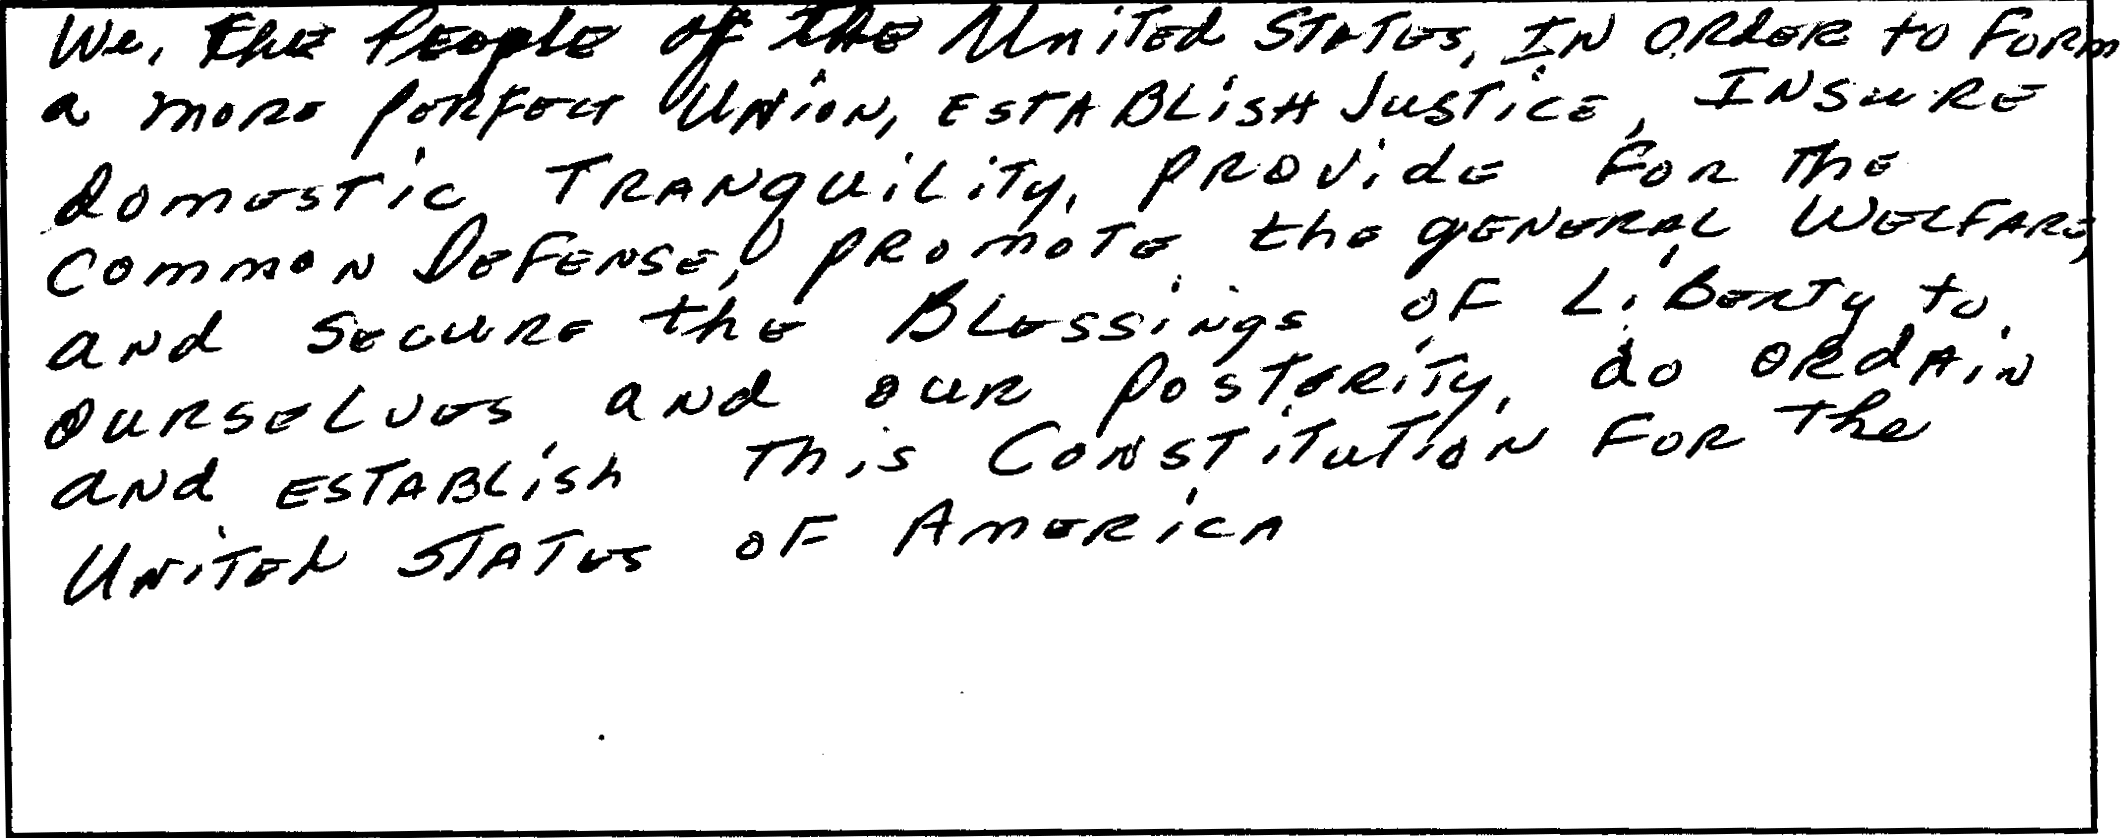 We, the People of the United States, In order to form
a more perfect Union, establish Justice, Insure
domestic Tranquility, provide for the
common Defense, promote the general Welfare,
and secure the Blessings of Liberty to
ourselves and our posterity, do ordain
and establish this Constitution for the
United States of America